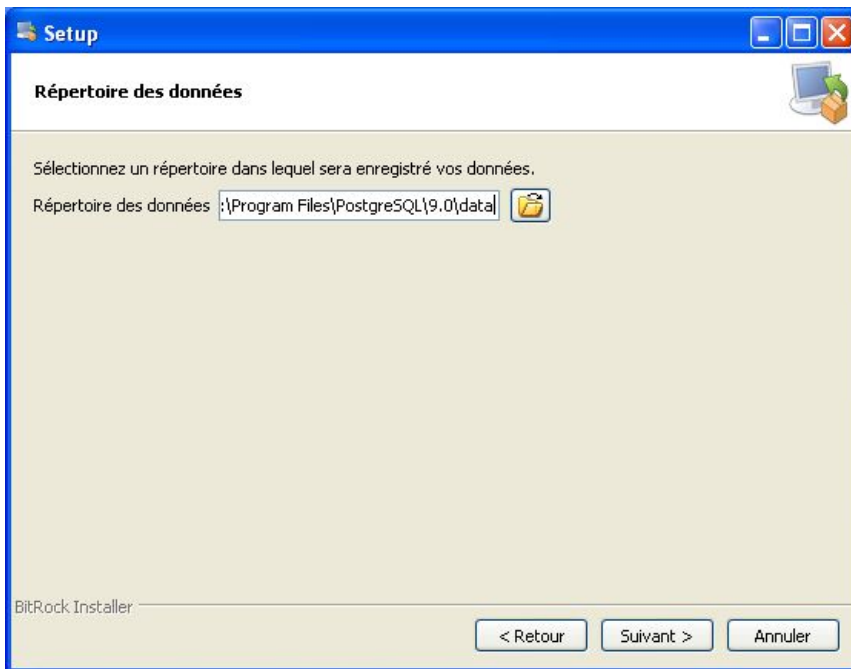 Setup
Répertoire des données
Sélectionnez un répertoire dans lequel sera enregistré vos données.
Répertoire des données :\Program Files\PostgreSQL\9.0\data
BitRock Installer
< Retour Suivant > Annuler